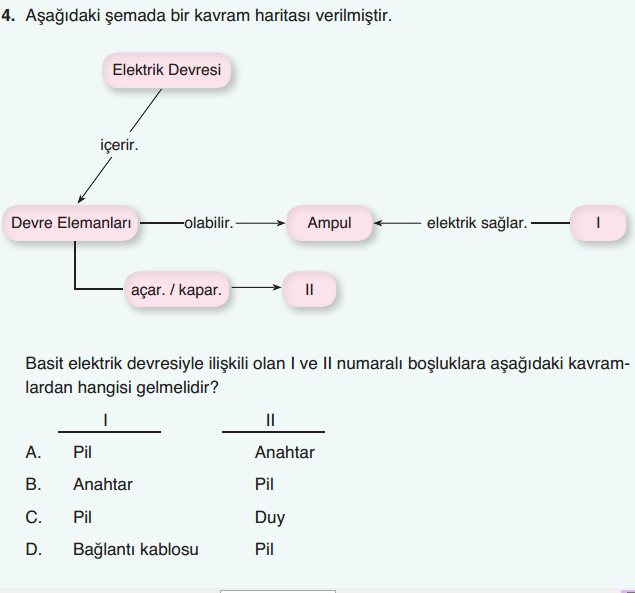 4. Aşağıdaki şemada bir kavram haritası verilmiştir.
Elektrik Devresi
içerir.
Devre Elemanları olabilir. Ampul elektrik sağlar. I
açar. / kapar. II
Basit elektrik devresiyle ilişkili olan I ve II numaralı boşluklara aşağıdaki kavram-
lardan hangisi gelmelidir?
I II
A. Pil Anahtar
B. Anahtar Pil
C. Pil Duy
D. Bağlantı kablosu Pil